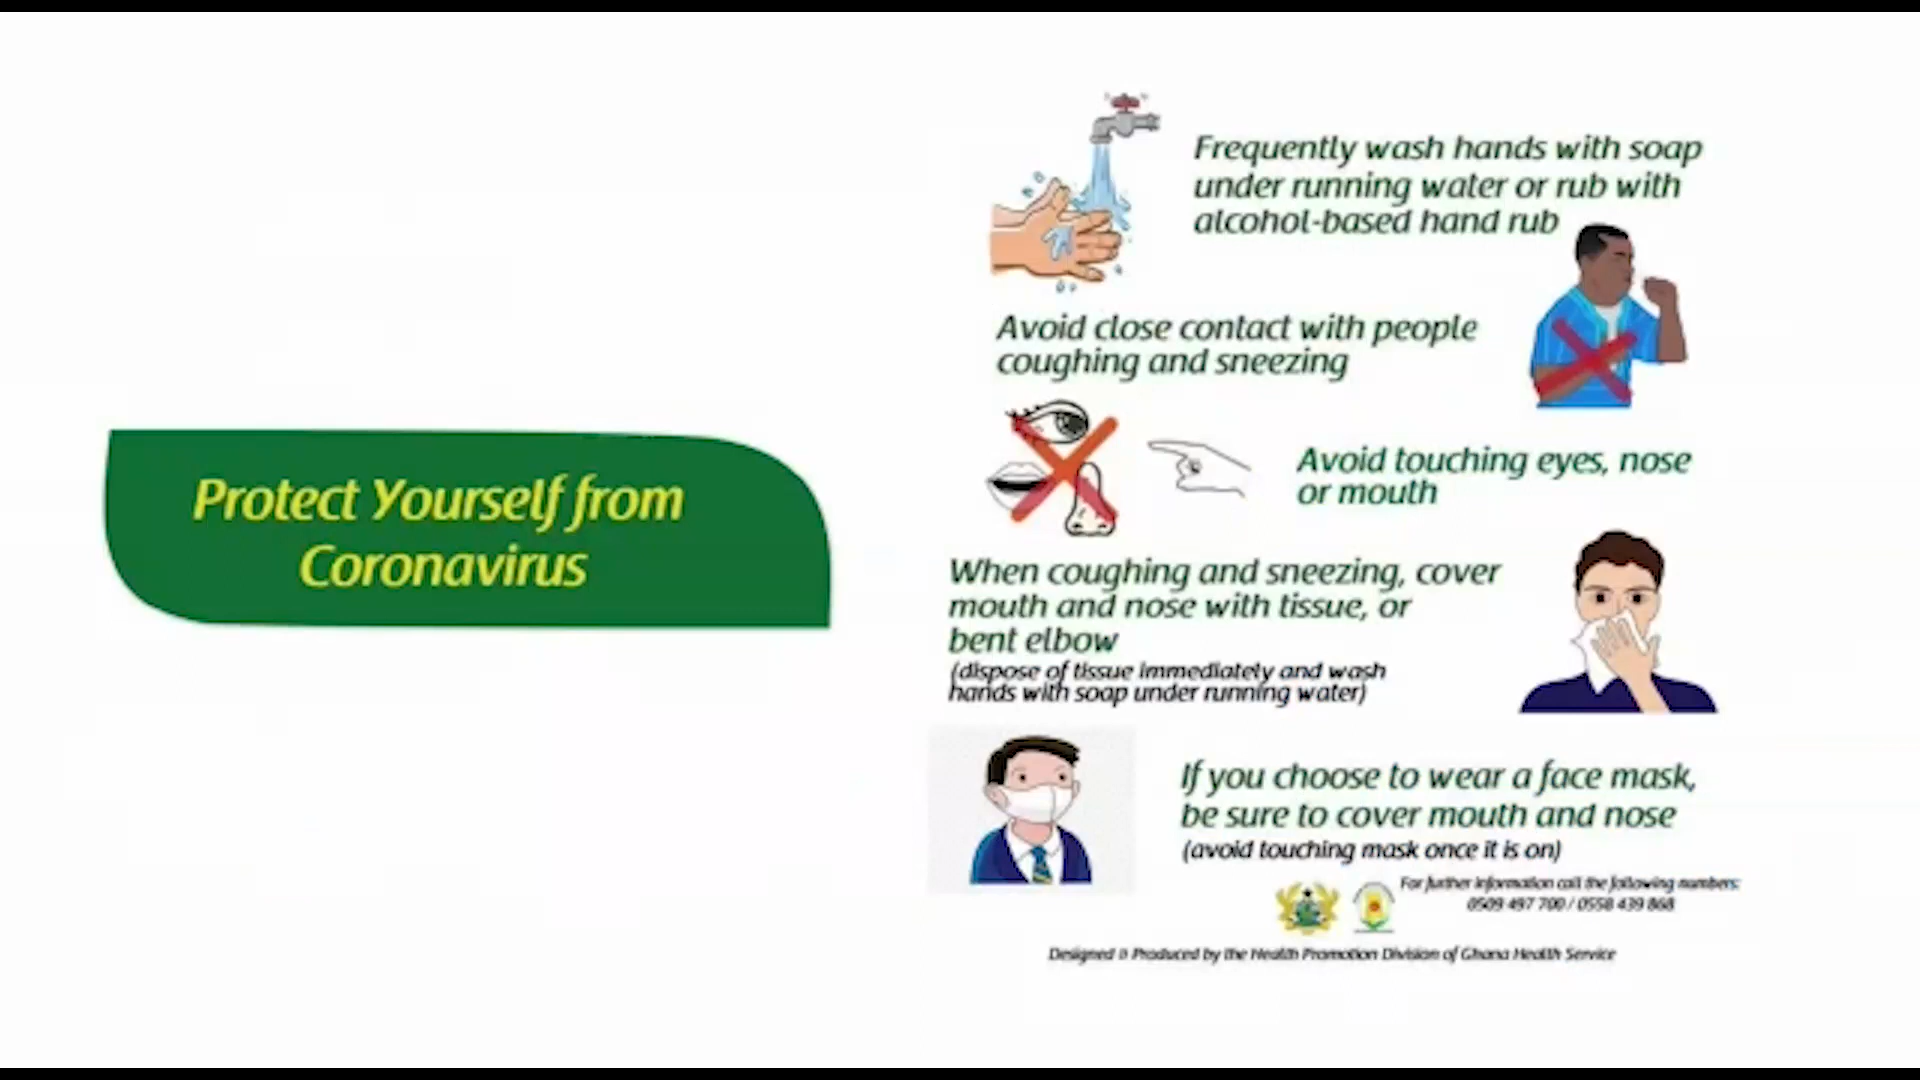 Protect Yourself from
Coronavirus
Frequently wash hands with soap
under running water or rub with
alcohol-based hand rub
Avoid close contact with people
coughing and sneezing
Avoid touching eyes, nose
or mouth
When coughing and sneezing, cover
mouth and nose with tissue, or
bent elbow
(dispose of tissue immediately and wash
hands with soap under running water)
If you choose to wear a face mask,
be sure to cover mouth and nose
(avoid touching mask once it is on)
For further information call the following numbers:
0509 497 700 / 0558 439 868
Designed & Produced by the Health Promotion Division of Ghana Health Service